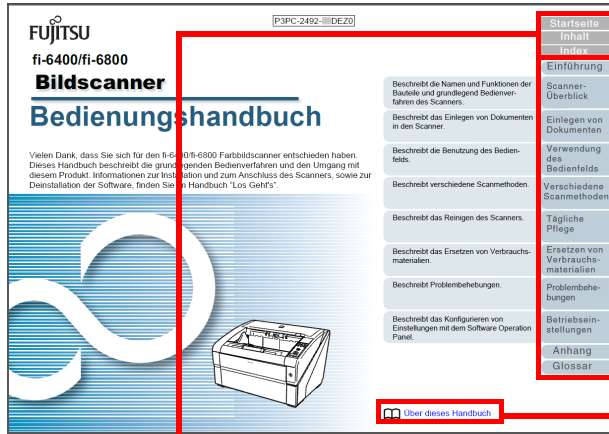 FUJITSU
P3PC-2492- DEZ0
fi-6400/fi-6800
Bildscanner
Bedienungshandbuch
Vielen Dank, dass Sie sich für den fi-6400/fi-6800 Farbbildscanner entschieden haben.
Dieses Handbuch beschreibt die grundlegenden Bedienverfahren und den Umgang mit
diesem Produkt. Informationen zur Installation und zum Anschluss des Scanners, sowie zur
Deinstallation der Software, finden Sie im Handbuch "Los Geht's".
Startseite
Inhalt
Index
Einführung
Beschreibt die Namen und Funktionen der
Bauteile und grundlegend Bedienver-
fahren des Scanners.
Scanner-
Überblick
Beschreibt das Einlegen von Dokumenten
in den Scanner.
Einlegen von
Dokumenten
Beschreibt die Benutzung des Bedien-
felds.
Verwendung
des
Bedienfelds
Beschreibt verschiedene Scanmethoden.
Verschiedene
Scanmethoden
Beschreibt das Reinigen des Scanners.
Tägliche
Pflege
Beschreibt das Ersetzen von Verbrauchs-
materialien.
Ersetzen von
Verbrauchs-
materialien
Beschreibt Problembehebungen.
Problembehe-
bungen
Beschreibt das Konfigurieren von
Einstellungen mit dem Software Operation
Panel.
Betriebsein-
stellungen
Anhang
Glossar
Über dieses Handbuch